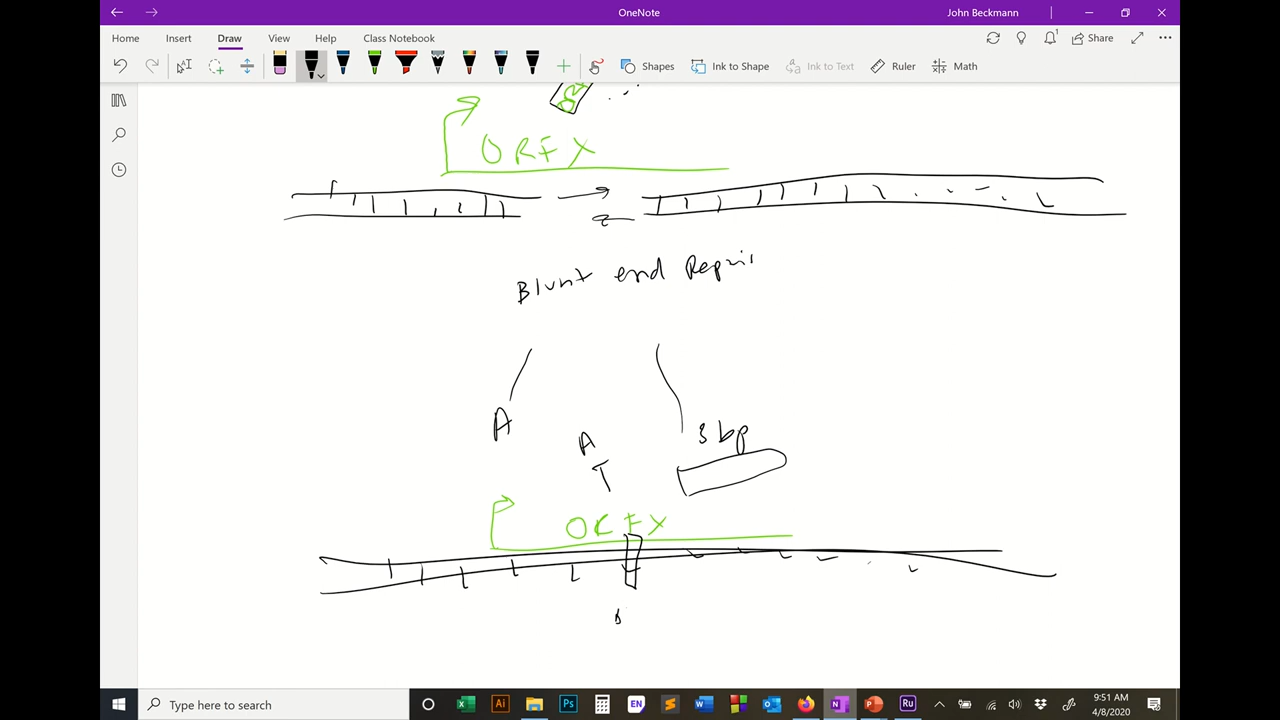 OneNote
John Beckmann
Home Insert Draw View Help Class Notebook
Share
Shapes Ink to Shape Ink to Text Ruler Math
ORFX
Blunt end Repair
A
A
T
3 bp
ORFX
Type here to search
EN
9:51 AM
4/8/2020